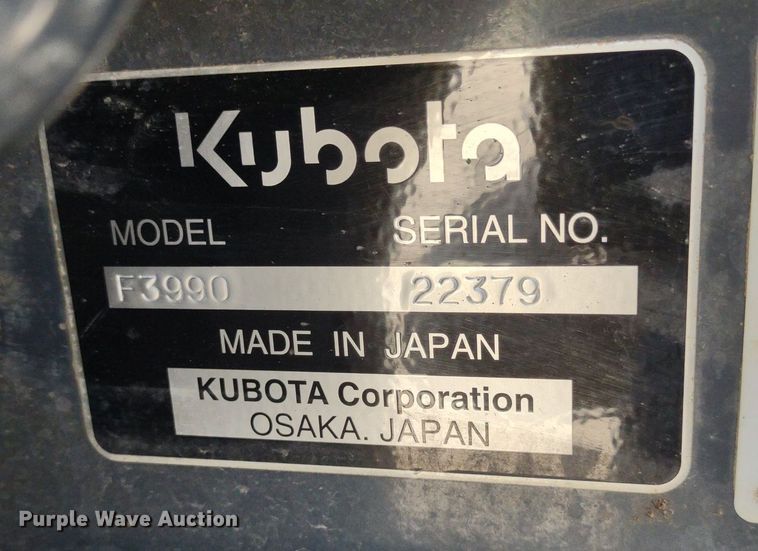 Kubota
MODEL SERIAL NO.
F3990 22379
MADE IN JAPAN
KUBOTA Corporation
OSAKA. JAPAN
Purple Wave Auction